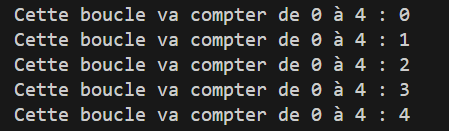 Cette boucle va compter de 0 à 4 : 0
Cette boucle va compter de 0 à 4 : 1
Cette boucle va compter de 0 à 4 : 2
Cette boucle va compter de 0 à 4 : 3
Cette boucle va compter de 0 à 4 : 4